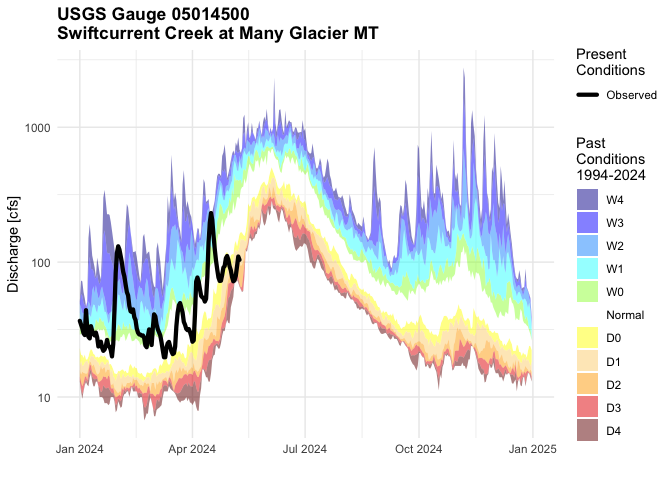 USGS Gauge 05014500
Swiftcurrent Creek at Many Glacier MT
Discharge [cfs]
1000
100
10
Jan 2024
Apr 2024
Jul 2024
Oct 2024
Jan 2025
Present
Conditions
Observed
Past
Conditions
1994-2024
W4
W3
W2
W1
W0
Normal
D0
D1
D2
D3
D4